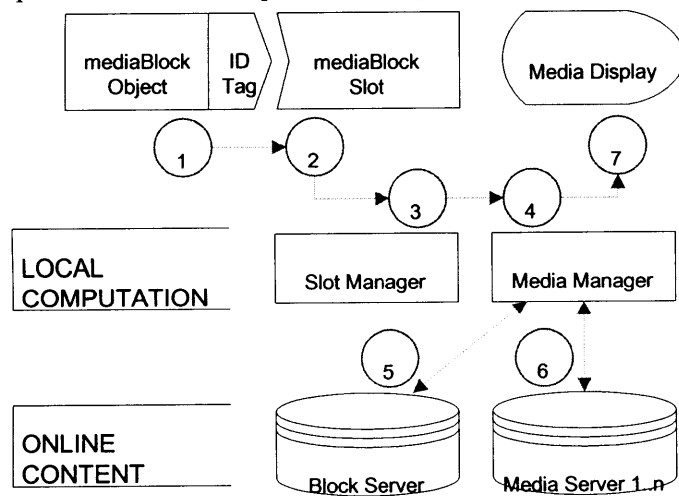 mediaBlock
Object
ID
Tag
mediaBlock
Slot
Media Display
1
2
7
3
4
LOCAL
COMPUTATION
Slot Manager
Media Manager
5
6
ONLINE
CONTENT
Block Server
Media Server 1..n